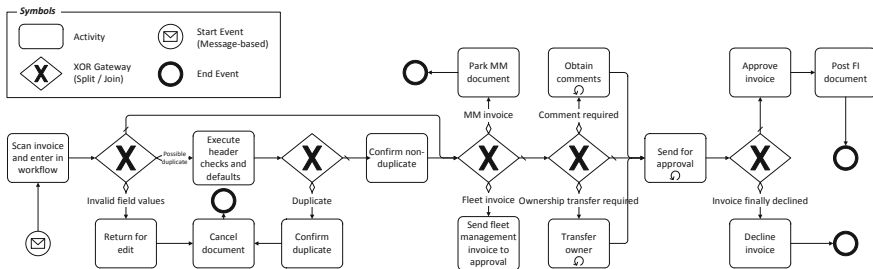 Symbols
Activity
Start Event
(Message-based)
XOR Gateway
(Split / Join)
End Event
Park MM
document
Obtain
comments
Approve
invoice
Post FI
document
MM invoice
Comment required
Scan invoice
and enter in
workflow
Possible
duplicate
Execute
header
checks and
defaults
Confirm non-
duplicate
Send for
approval
Invalid field values
Duplicate
Fleet invoice
Ownership transfer required
Invoice finally declined
Return for
edit
Cancel
document
Confirm
duplicate
Send fleet
management
invoice to
approval
Transfer
owner
Decline
invoice